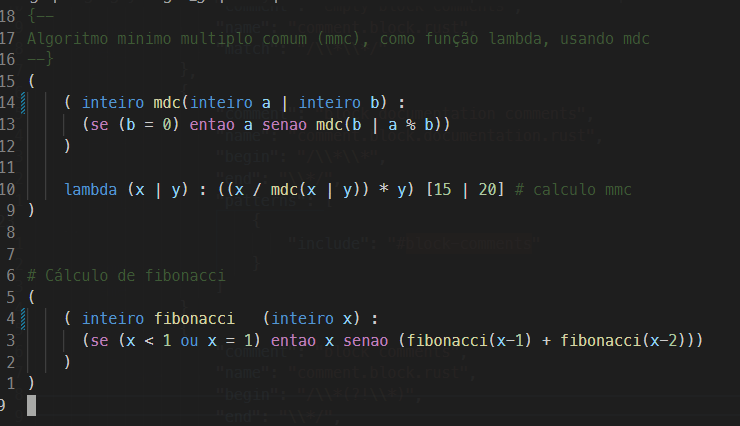 18 {--
17 Algoritmo minimo multiplo comum (mmc), como função lambda, usando mdc
16 --}
15 (
14 ( inteiro mdc(inteiro a | inteiro b) :
13 (se (b = 0) entao a senao mdc(b | a % b))
12 )
11
10 lambda (x | y) : ((x / mdc(x | y)) * y) [15 | 20] # calculo mmc
9 )
8
7
6 # Cálculo de fibonacci
5 (
4 ( inteiro fibonacci (inteiro x) :
3 (se (x < 1 ou x = 1) entao x senao (fibonacci(x-1) + fibonacci(x-2)))
2 )
1 )
9